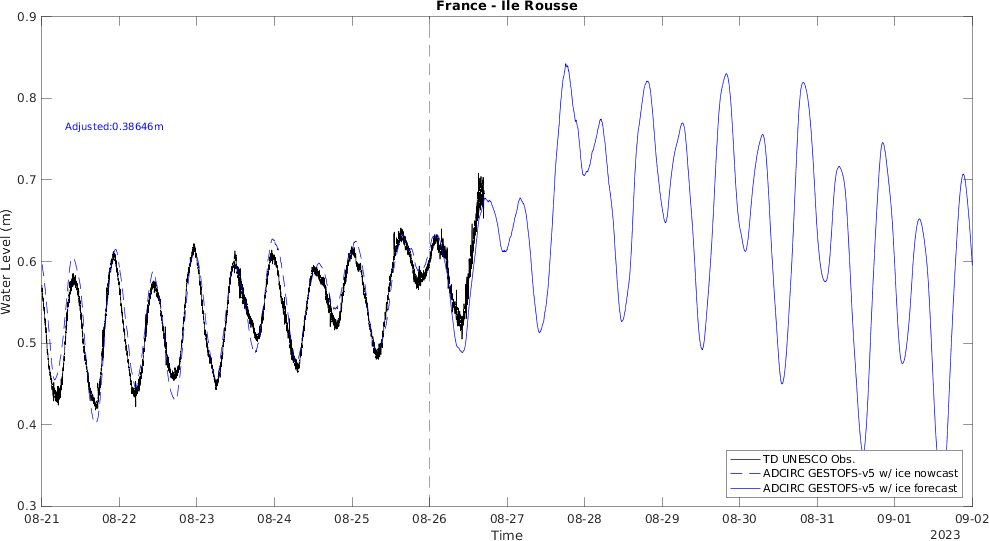 France - Ile Rousse
0.9
0.8
0.7
0.6
0.5
0.4
0.3
Water Level (m)
Adjusted:0.38646m
TD UNESCO Obs.
ADCIRC GESTOFS-v5 w/ ice nowcast
ADCIRC GESTOFS-v5 w/ ice forecast
08-21 08-22 08-23 08-24 08-25 08-26 08-27 08-28 08-29 08-30 08-31 09-01 09-02
Time
2023